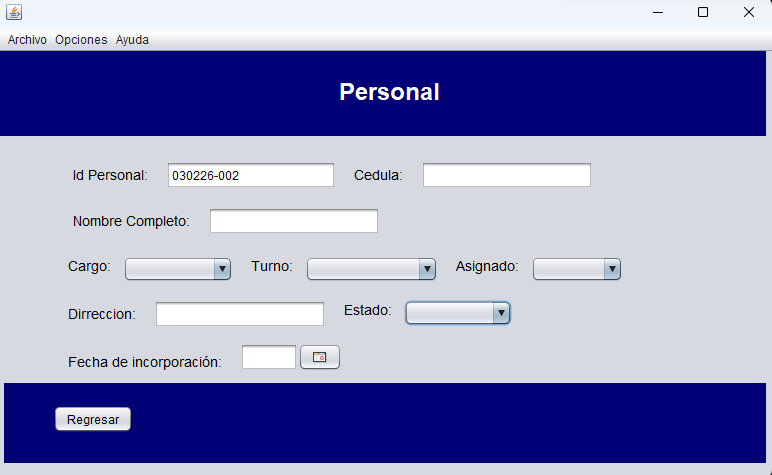 Archivo Opciones Ayuda
Personal
Id Personal: 030226-002 Cedula:
Nombre Completo:
Cargo: Turno: Asignado:
Dirreccion: Estado:
Fecha de incorporación:
Regresar